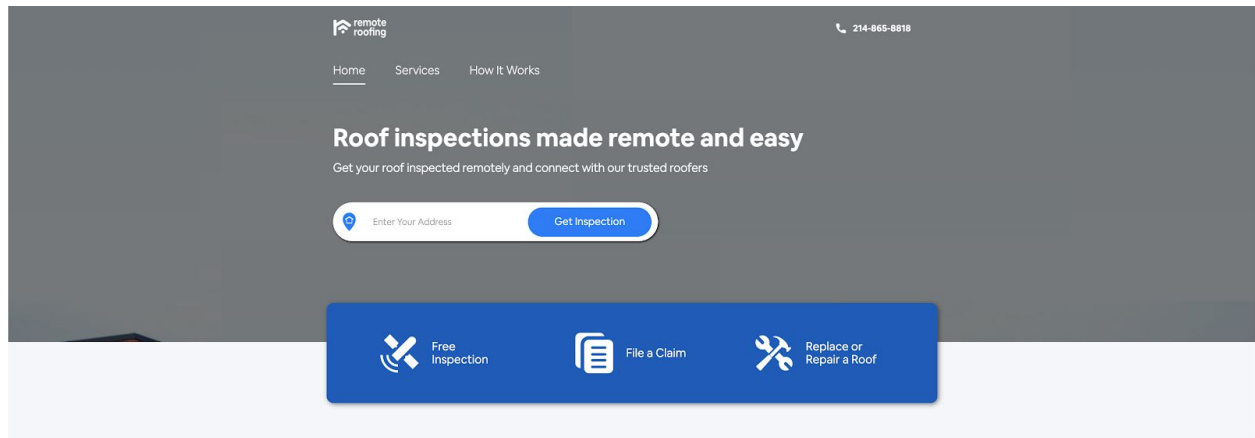 remote
roofing
214-865-8818
Home Services How It Works
Roof inspections made remote and easy
Get your roof inspected remotely and connect with our trusted roofers
Enter Your Address Get Inspection
Free
Inspection
File a Claim
Replace or
Repair a Roof